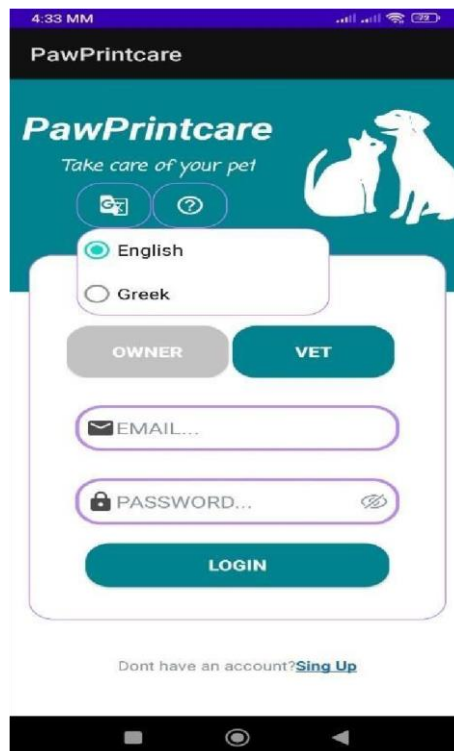 4:33 MM
PawPrintcare
PawPrintcare
Take care of your pet
English
Greek
OWNER VET
EMAIL...
PASSWORD...
LOGIN
Dont have an account?Sing Up